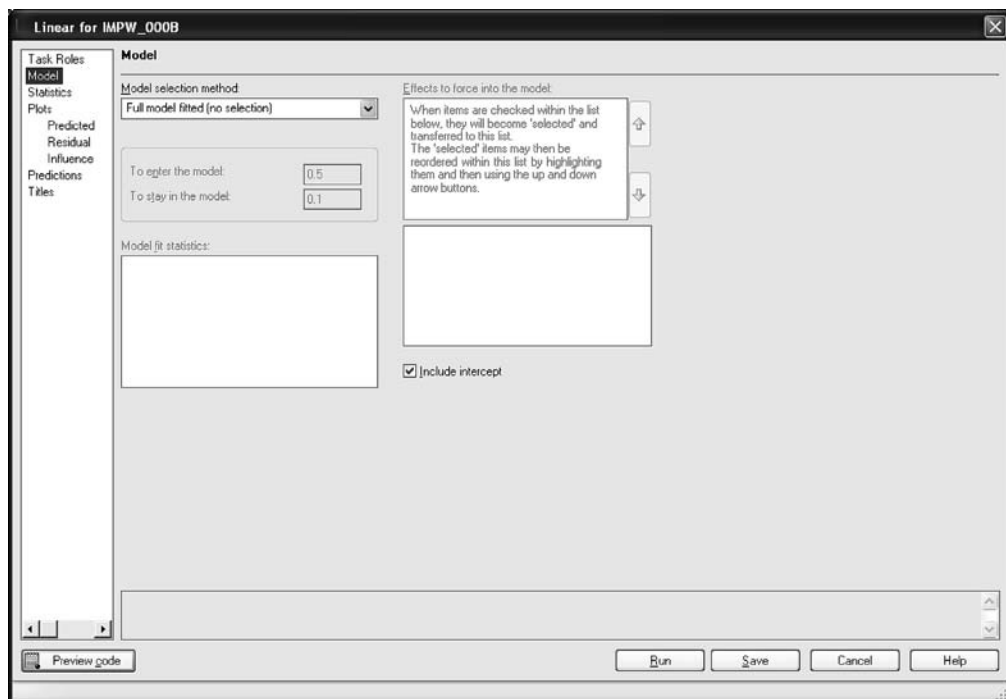 Linear for IMPW_000B
Task Roles
Model
Statistics
Plots
Predicted
Residual
Influence
Predictions
Titles
Model
Model selection method:
Full model fitted (no selection)
To enter the model:
0.5
To stay in the model:
0.1
Model fit statistics:
Effects to force into the model:
When items are checked within the list
below, they will become 'selected' and
transferred to this list.
The 'selected' items may then be
reordered within this list by highlighting
them and then using the up and down
arrow buttons.
Include intercept
Preview code
Run
Save
Cancel
Help